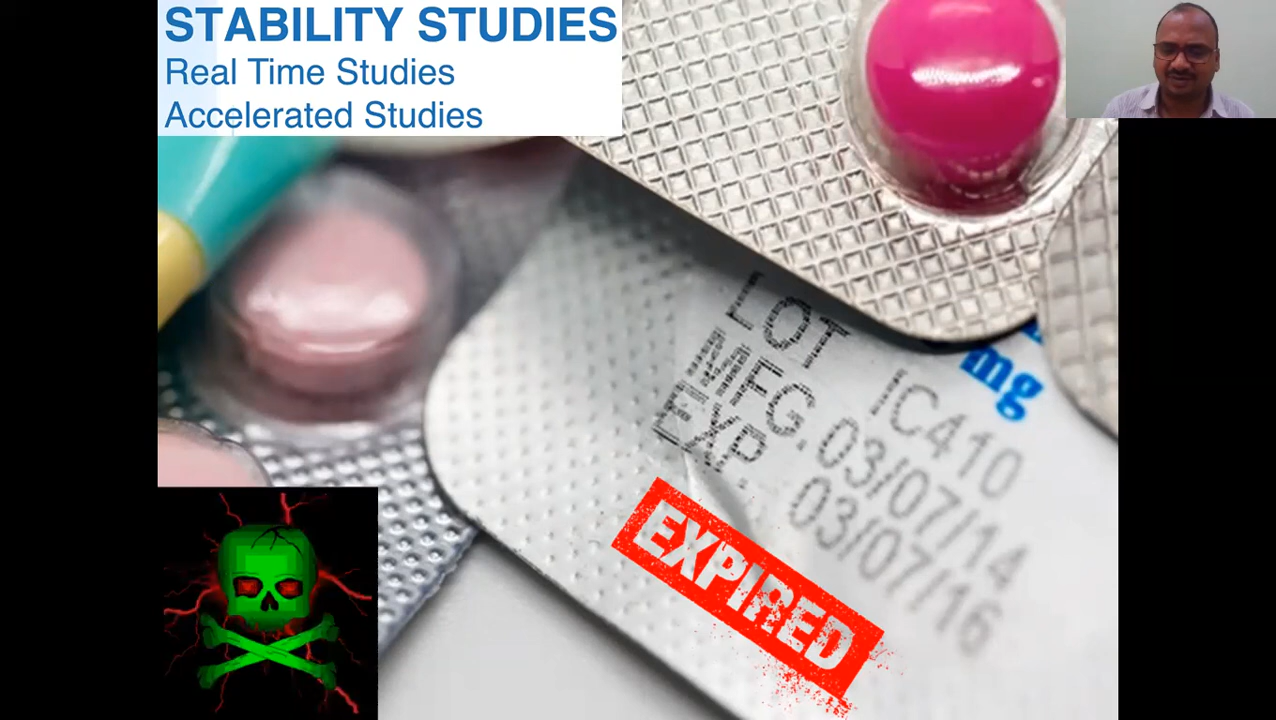 STABILITY STUDIES
Real Time Studies
Accelerated Studies
mg
LOT IC410
MFG. 03/07/14
EXP. 03/07/16
EXPIRED